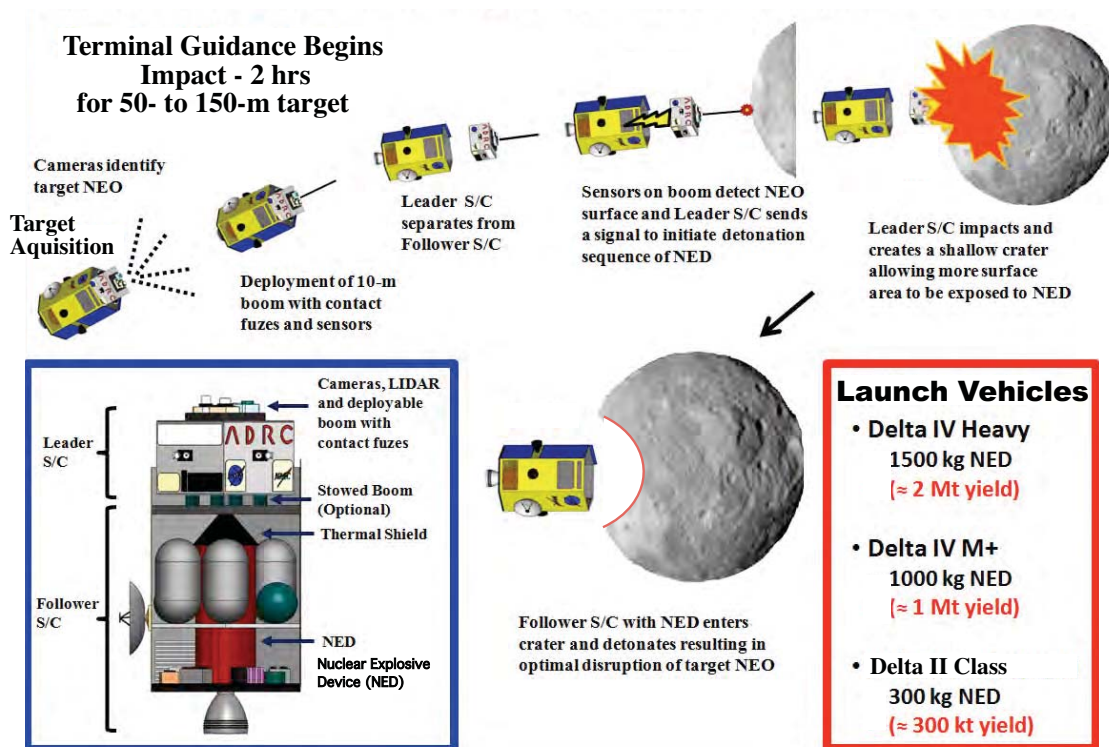 Terminal Guidance Begins
Impact - 2 hrs
for 50- to 150-m target
Cameras identify
target NEO
Target
Aquisition
Deployment of 10-m
boom with contact
fuzes and sensors
Leader S/C
separates from
Follower S/C
ADRC
Sensors on boom detect NEO
surface and Leader S/C sends
a signal to initiate detonation
sequence of NED
Leader S/C impacts and
creates a shallow crater
allowing more surface
area to be exposed to NED
Leader
S/C
Follower
S/C
ADRC
Cameras, LIDAR
and deployable
boom with
contact fuzes
Stowed Boom
(Optional)
Thermal Shield
NED
Nuclear Explosive
Device (NED)
Follower S/C with NED enters
crater and detonates resulting in
optimal disruption of target NEO
Launch Vehicles
• Delta IV Heavy
1500 kg NED
(≈ 2 Mt yield)
• Delta IV M+
1000 kg NED
(≈ 1 Mt yield)
• Delta II Class
300 kg NED
(≈ 300 kt yield)